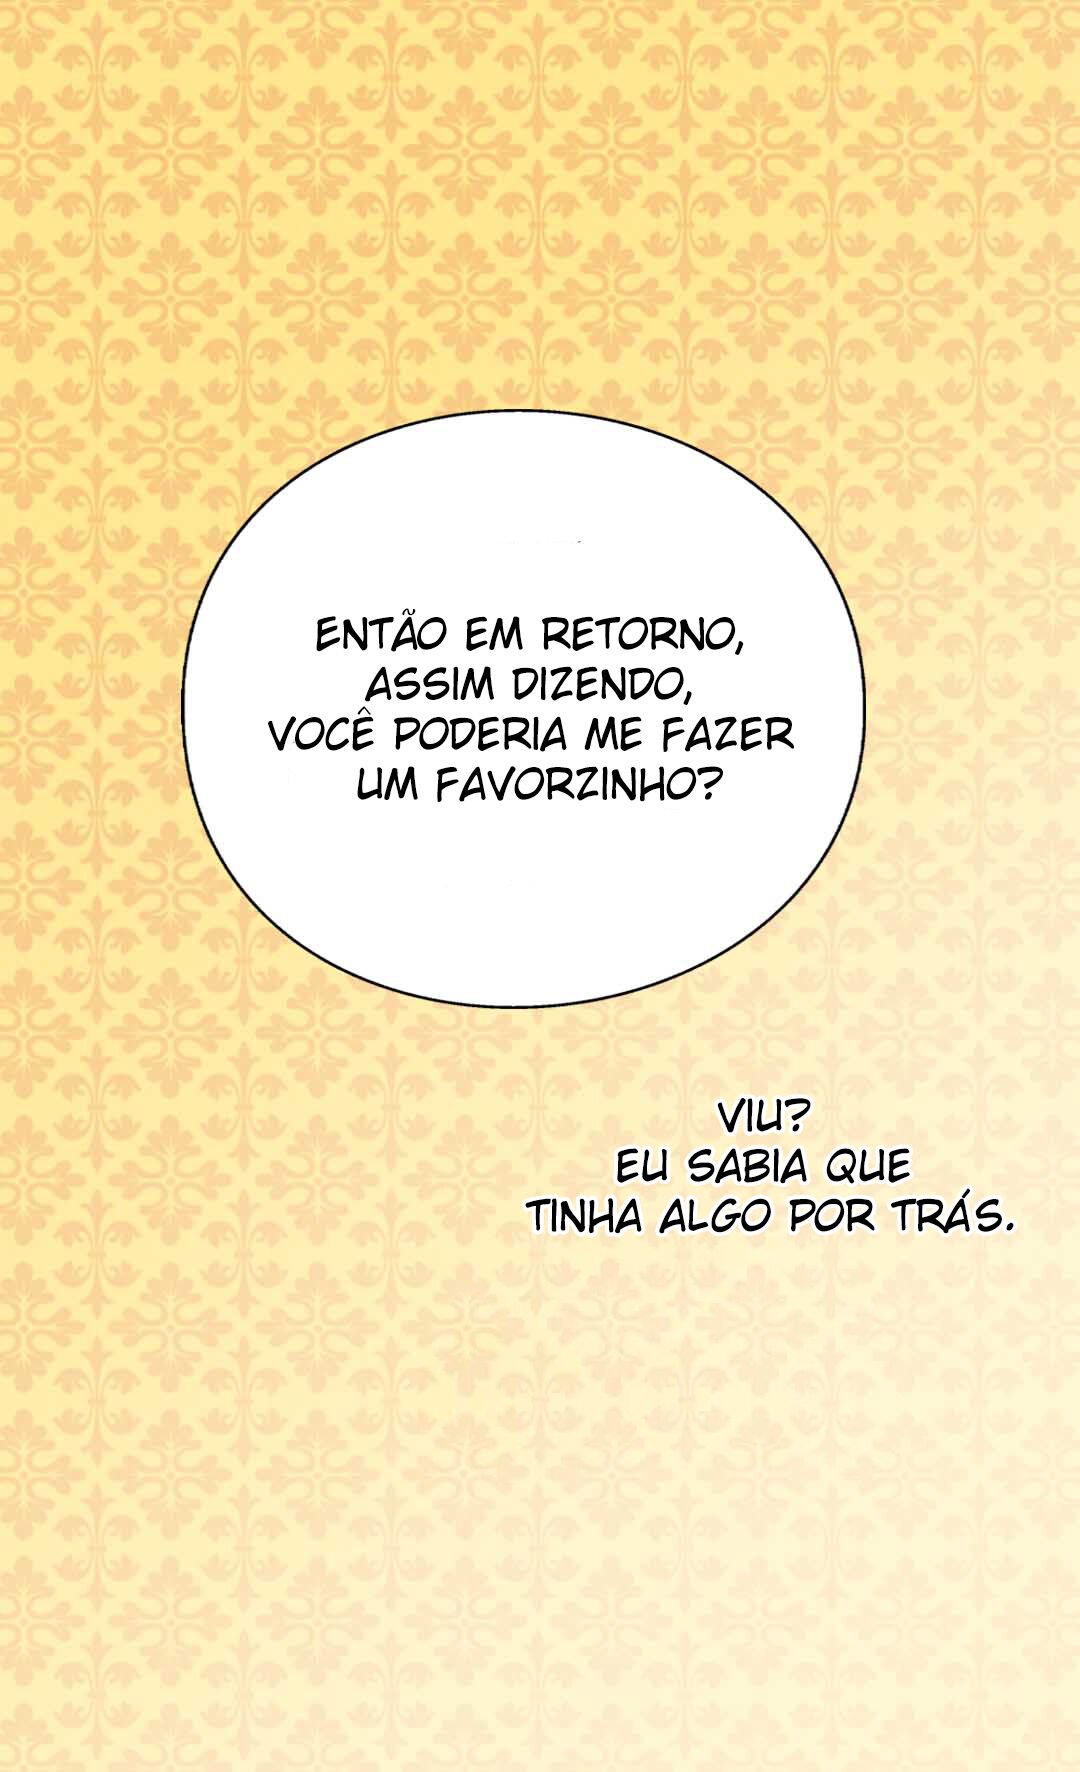 ENTÃO EM RETORNO,
ASSIM DIZENDO,
VOCÊ PODERIA ME FAZER
UM FAVORZINHO?
VIU?
EU SABIA QUE
TINHA ALGO POR TRÁS.